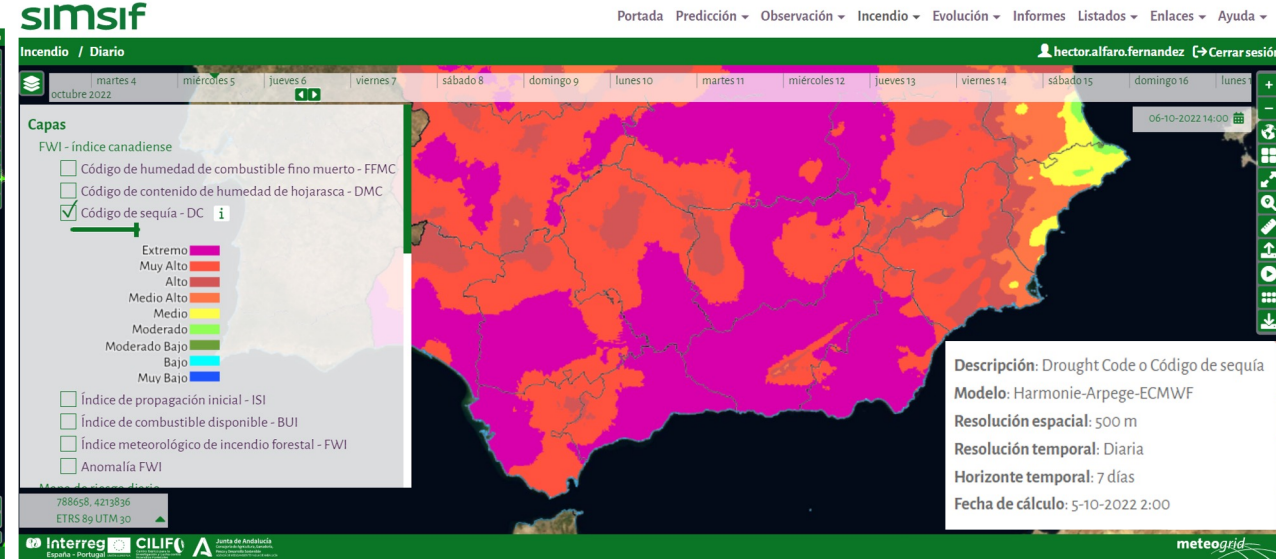 simsif
Portada Predicción Observación Incendio Evolución Informes Listados Enlaces Ayuda
Incendio / Diario
hector.alfaro.fernandez Cerrar sesión
martes 4 miércoles 5 jueves 6 viernes 7 sábado 8 domingo 9 lunes 10 martes 11 miércoles 12 jueves 13 viernes 14 sábado 15 domingo 16 lunes 1
octubre 2022
06-10-2022 14:00
Capas
FWI - índice canadiense
Código de humedad de combustible fino muerto - FFMC
Código de contenido de humedad de hojarasca - DMC
Código de sequía - DC i
Extremo
Muy Alto
Alto
Medio Alto
Medio
Moderado
Moderado Bajo
Bajo
Muy Bajo
Índice de propagación inicial - ISI
Índice de combustible disponible - BUI
Índice meteorológico de incendio forestal - FWI
Anomalía FWI
Mapa de riesgo diario
788658, 4213836
ETRS 89 UTM 30
Descripción: Drought Code o Código de sequía
Modelo: Harmonie-Arpege-ECMWF
Resolución espacial: 500 m
Resolución temporal: Diaria
Horizonte temporal: 7 días
Fecha de cálculo: 5-10-2022 2:00
Interreg
España - Portugal
CILIFO
Junta de Andalucía
meteogrid